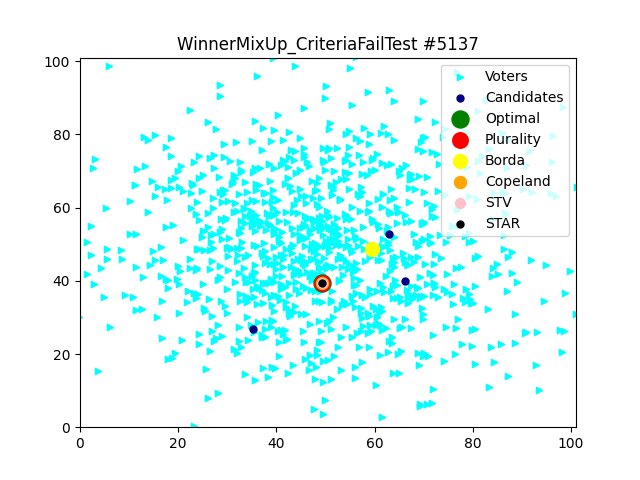 WinnerMixUp_CriteriaFailTest #5137
100
80
60
40
20
0
0
20
40
60
80
100
Voters
Candidates
Optimal
Plurality
Borda
Copeland
STV
STAR